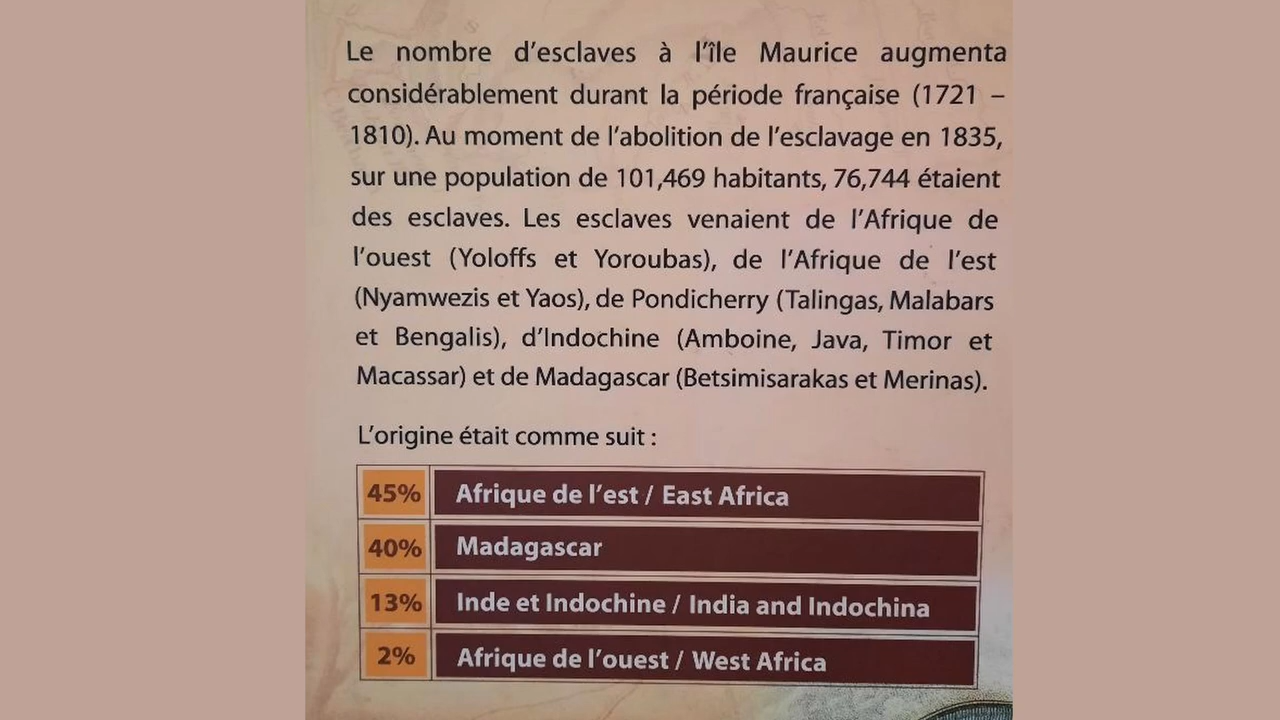 Le nombre d'esclaves à l'île Maurice augmenta
considérablement durant la période française (1721 –
1810). Au moment de l'abolition de l'esclavage en 1835,
sur une population de 101,469 habitants, 76,744 étaient
des esclaves. Les esclaves venaient de l'Afrique de
l'ouest (Yoloffs et Yoroubas), de l'Afrique de l'est
(Nyamwezis et Yaos), de Pondicherry (Talingas, Malabars
et Bengalis), d'Indochine (Amboine, Java, Timor et
Macassar) et de Madagascar (Betsimisarakas et Merinas).
L'origine était comme suit :
45% Afrique de l'est / East Africa
40% Madagascar
13% Inde et Indochine / India and Indochina
2% Afrique de l'ouest / West Africa